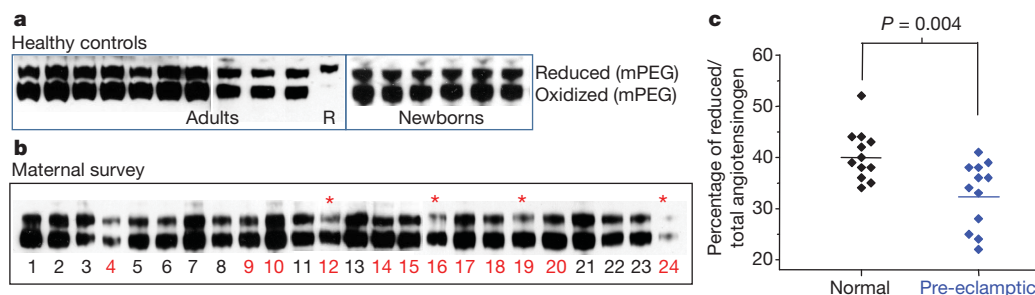 a
Healthy controls
Reduced (mPEG)
Oxidized (mPEG)
Adults R Newborns
b
Maternal survey
* * * *
1 2 3 4 5 6 7 8 9 10 11 12 13 14 15 16 17 18 19 20 21 22 23 24
c
P = 0.004
Percentage of reduced/
total angiotensinogen
60
50
40
30
20
Normal Pre-eclamptic